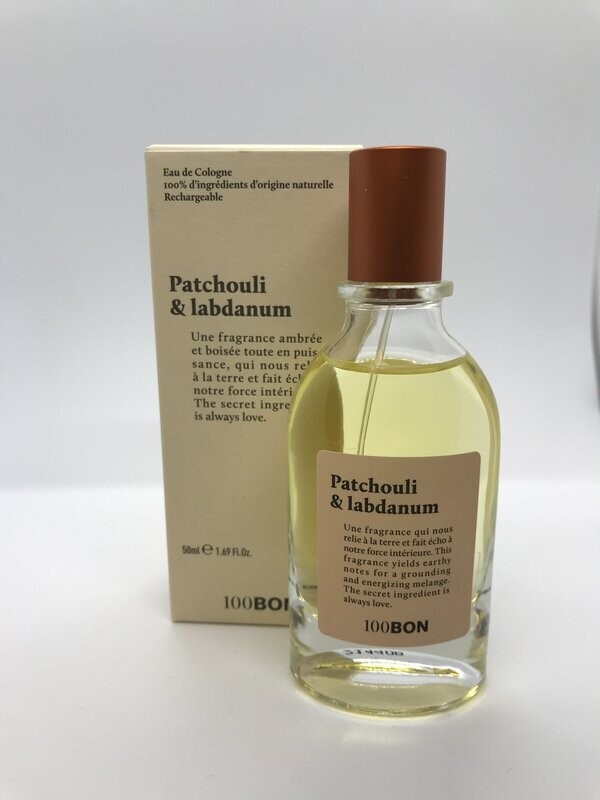 Eau de Cologne
100% d'ingrédients d'origine naturelle
Rechargeable
Patchouli
& labdanum
Une fragrance ambrée
et boisée toute en puis-
sance, qui nous
à la terre et fait
notre force
The secret
is always love.
50ml ℮ 1.69 Fl.Oz.
100BON
Patchouli
& labdanum
Une fragrance qui nous
relie à la terre et fait écho à
notre force intérieure. This
fragrance yields earthy
notes for a grounding
and energizing melange.
The secret ingredient is
always love.
100BON